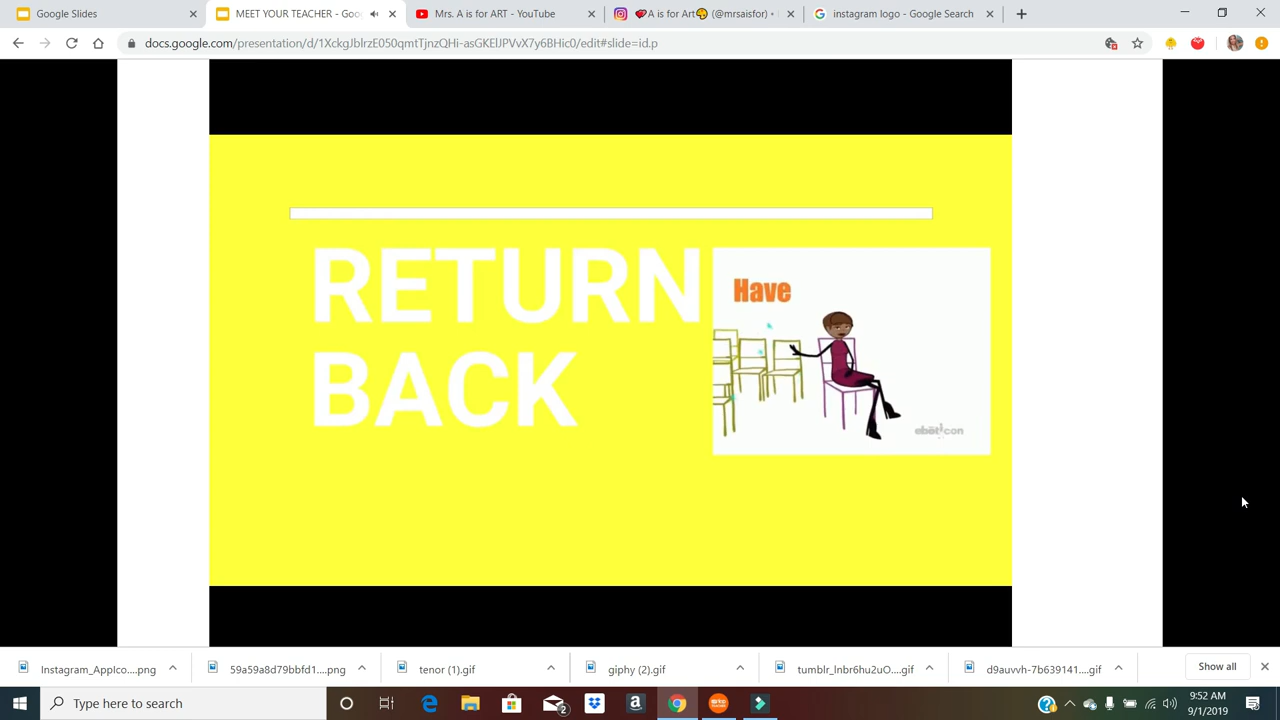 Google Slides
MEET YOUR TEACHER - Goo
Mrs. A is for ART - YouTube
A is for Art (@mrsaisfor) •
instagram logo - Google Search
docs.google.com/presentation/d/1XckgJblrzE050qmtTjnzQHi-asGKElJPVvX7y6BHic0/edit#slide=id.p
RETURN
BACK
Have
Instagram_AppIco....png
59a59a8d79bbfd1....png
tenor (1).gif
giphy (2).gif
tumblr_lnbr6hu2uO....gif
d9auvvh-7b639141....gif
Show all
Type here to search
2
9:52 AM
9/1/2019